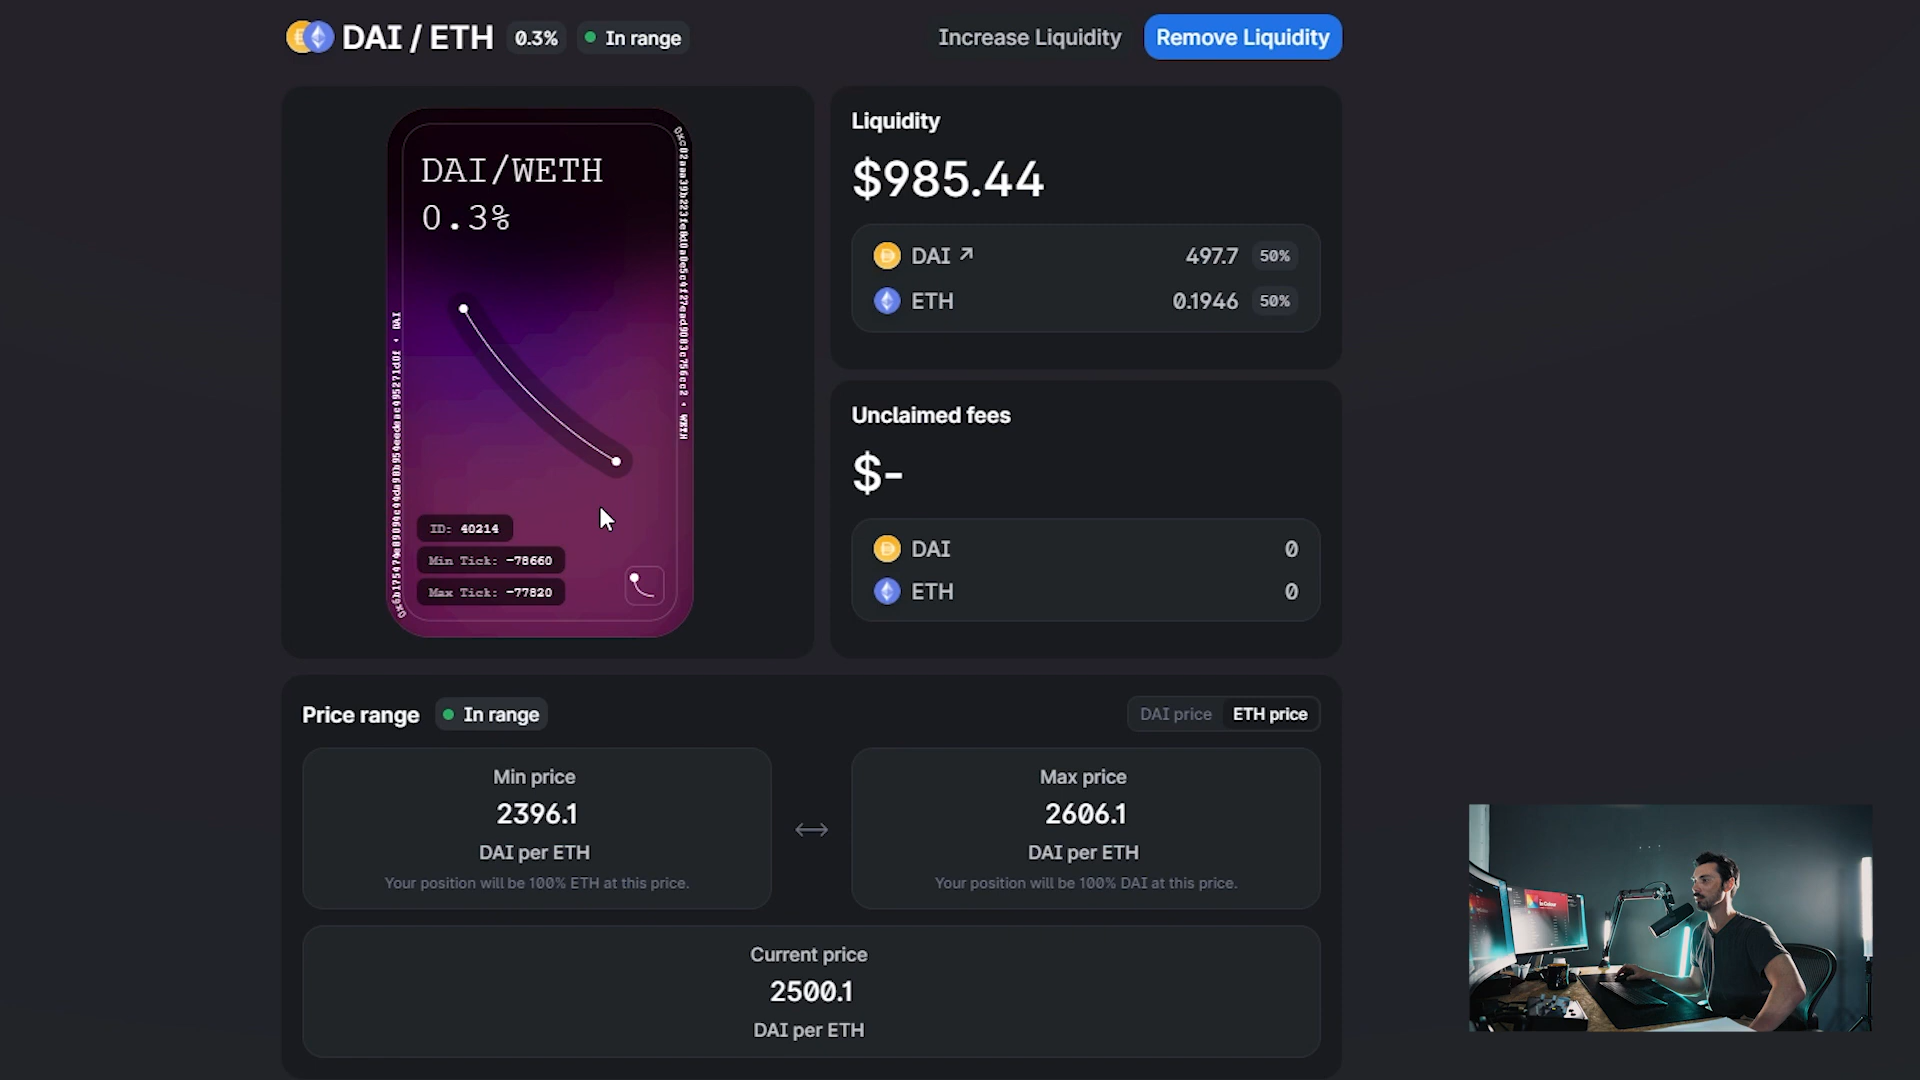 DAI / ETH
0.3%
In range
Increase Liquidity
Remove Liquidity
DAI/WETH
0.3%
ID: 40214
Min Tick: -78660
Max Tick: -77820
Liquidity
$985.44
DAI ↗ 497.7 50%
ETH 0.1946 50%
Unclaimed fees
$-
DAI 0
ETH 0
Price range
In range
DAI price ETH price
Min price
2396.1
DAI per ETH
Your position will be 100% ETH at this price.
Max price
2606.1
DAI per ETH
Your position will be 100% DAI at this price.
Current price
2500.1
DAI per ETH